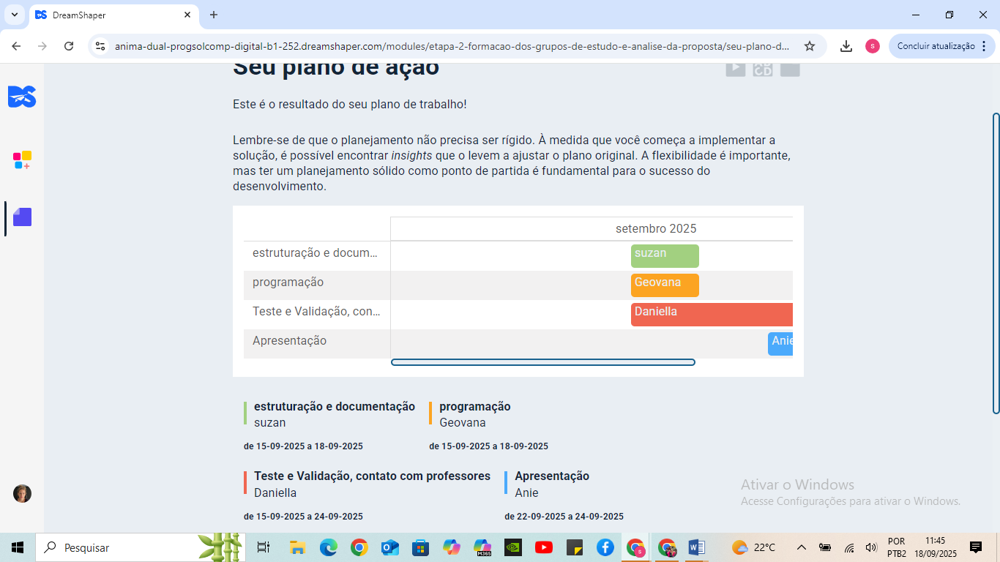 DreamShaper
anima-dual-progsolcomp-digital-b1-252.dreamshaper.com/modules/etapa-2-formacao-dos-grupos-de-estudo-e-analise-da-proposta/seu-plano-d...
S
Concluir atualização
DS
Seu plano de ação
CD
Este é o resultado do seu plano de trabalho!
Lembre-se de que o planejamento não precisa ser rígido. À medida que você começa a implementar a
solução, é possível encontrar insights que o levem a ajustar o plano original. A flexibilidade é importante,
mas ter um planejamento sólido como ponto de partida é fundamental para o sucesso do
desenvolvimento.
setembro 2025
estruturação e docum...
suzan
programação
Geovana
Teste e Validação, con...
Daniella
Apresentação
Anie
estruturação e documentação
suzan
de 15-09-2025 a 18-09-2025
programação
Geovana
de 15-09-2025 a 18-09-2025
Teste e Validação, contato com professores
Daniella
de 15-09-2025 a 24-09-2025
Apresentação
Anie
de 22-09-2025 a 24-09-2025
Ativar o Windows
Acesse Configurações para ativar o Windows.
Pesquisar
M365
22°C
POR
PTB2
11:45
18/09/2025